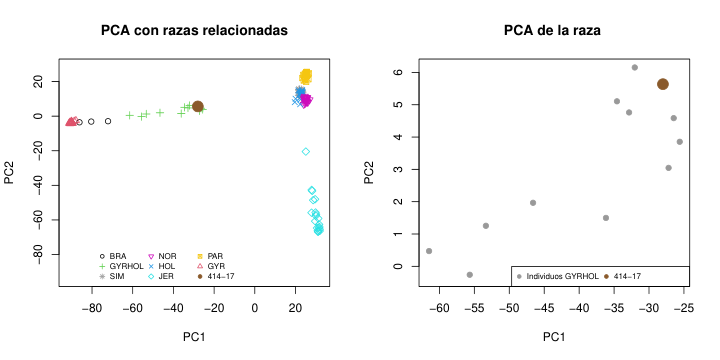 PCA con razas relacionadas
PCA de la raza
PC2
20
0
−20
−40
−60
−80
BRA
GYRHOL
SIM
NOR
HOL
JER
PAR
GYR
414−17
−80 −60 −40 −20 0 20
PC1
PC2
6
5
4
3
2
1
0
Individuos GYRHOL 414−17
−60 −55 −50 −45 −40 −35 −30 −25
PC1